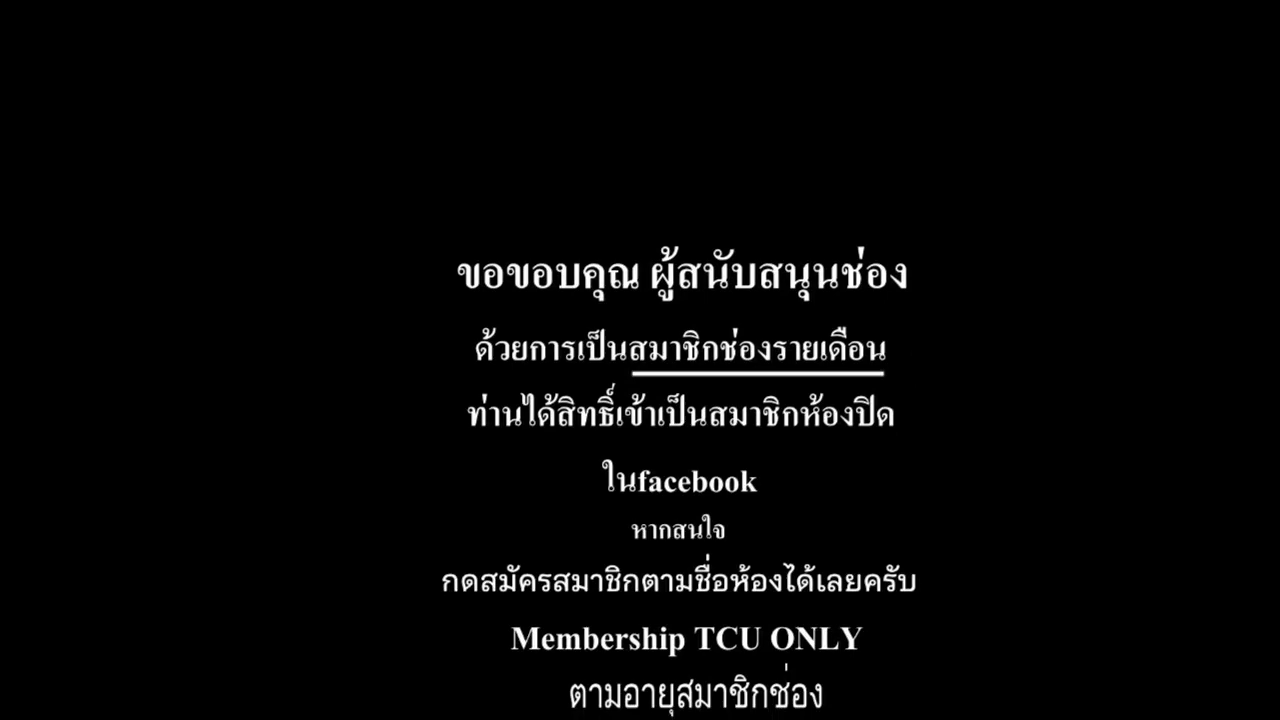 ขอขอบคุณ ผู้สนับสนุนช่อง
ด้วยการเป็นสมาชิกช่องรายเดือน
ท่านได้สิทธิ์เข้าเป็นสมาชิกห้องปิด
ในfacebook
หากสนใจ
กดสมัครสมาชิกตามชื่อห้องได้เลยครับ
Membership TCU ONLY
ตามอายุสมาชิกช่อง